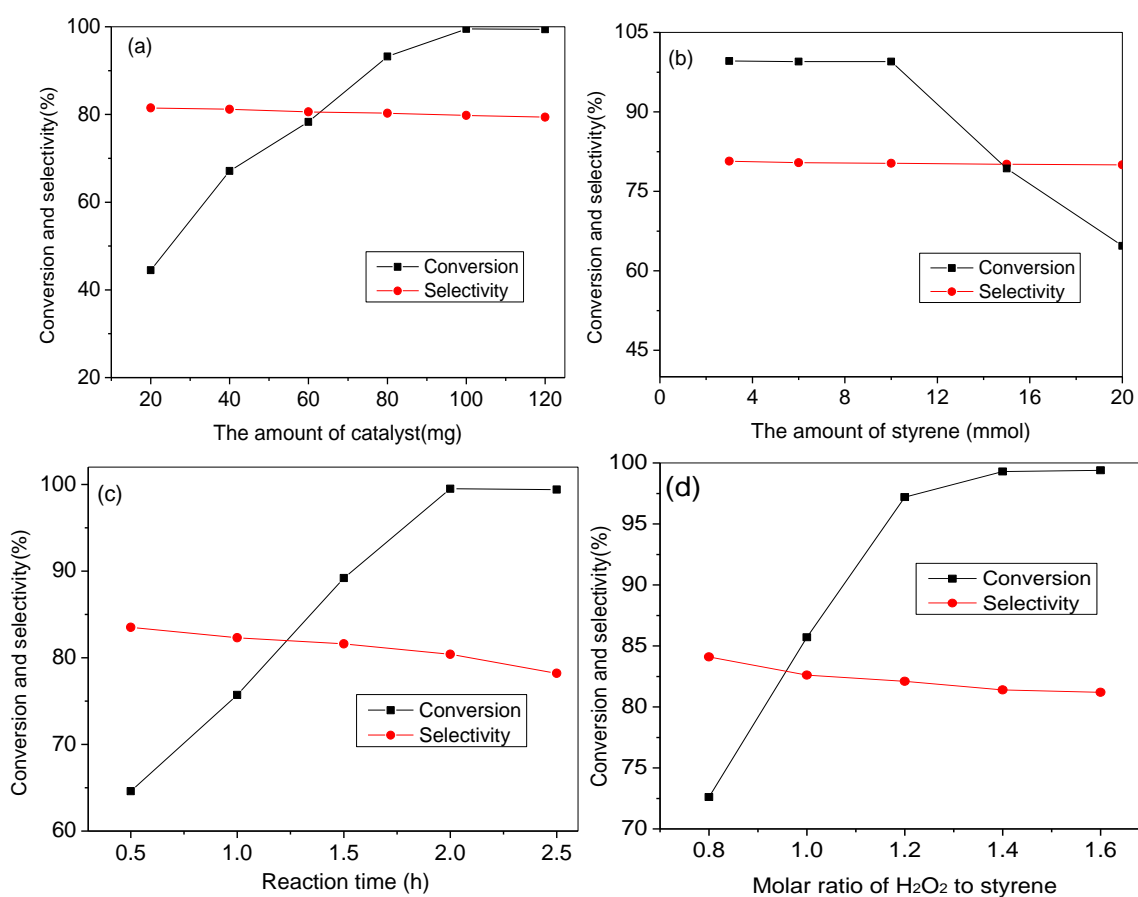 (a)
100
80
60
40
20
Conversion and selectivity(%)
Conversion
Selectivity
20 40 60 80 100 120
The amount of catalyst(mg)
(b)
105
90
75
60
45
Conversion and selectivity(%)
Conversion
Selectivity
0 4 8 12 16 20
The amount of styrene (mmol)
(c)
100
90
80
70
60
Conversion and selectivity(%)
Conversion
Selectivity
0.5 1.0 1.5 2.0 2.5
Reaction time (h)
(d)
100
95
90
85
80
75
70
Conversion and selectivity(%)
Conversion
Selectivity
0.8 1.0 1.2 1.4 1.6
Molar ratio of H₂O₂ to styrene